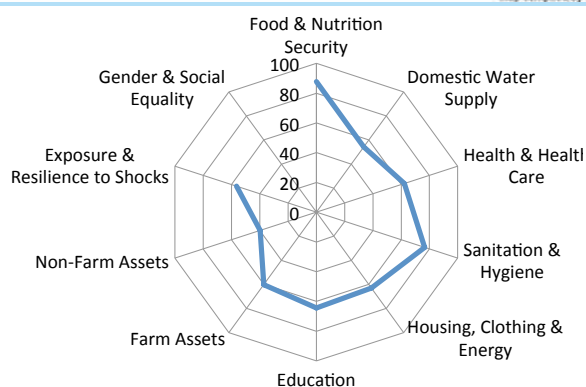 Food & Nutrition
Security
100
80
60
40
20
0
Domestic Water
Supply
Health & Healtl
Care
Sanitation &
Hygiene
Housing, Clothing &
Energy
Education
Farm Assets
Non-Farm Assets
Exposure &
Resilience to Shocks
Gender & Social
Equality